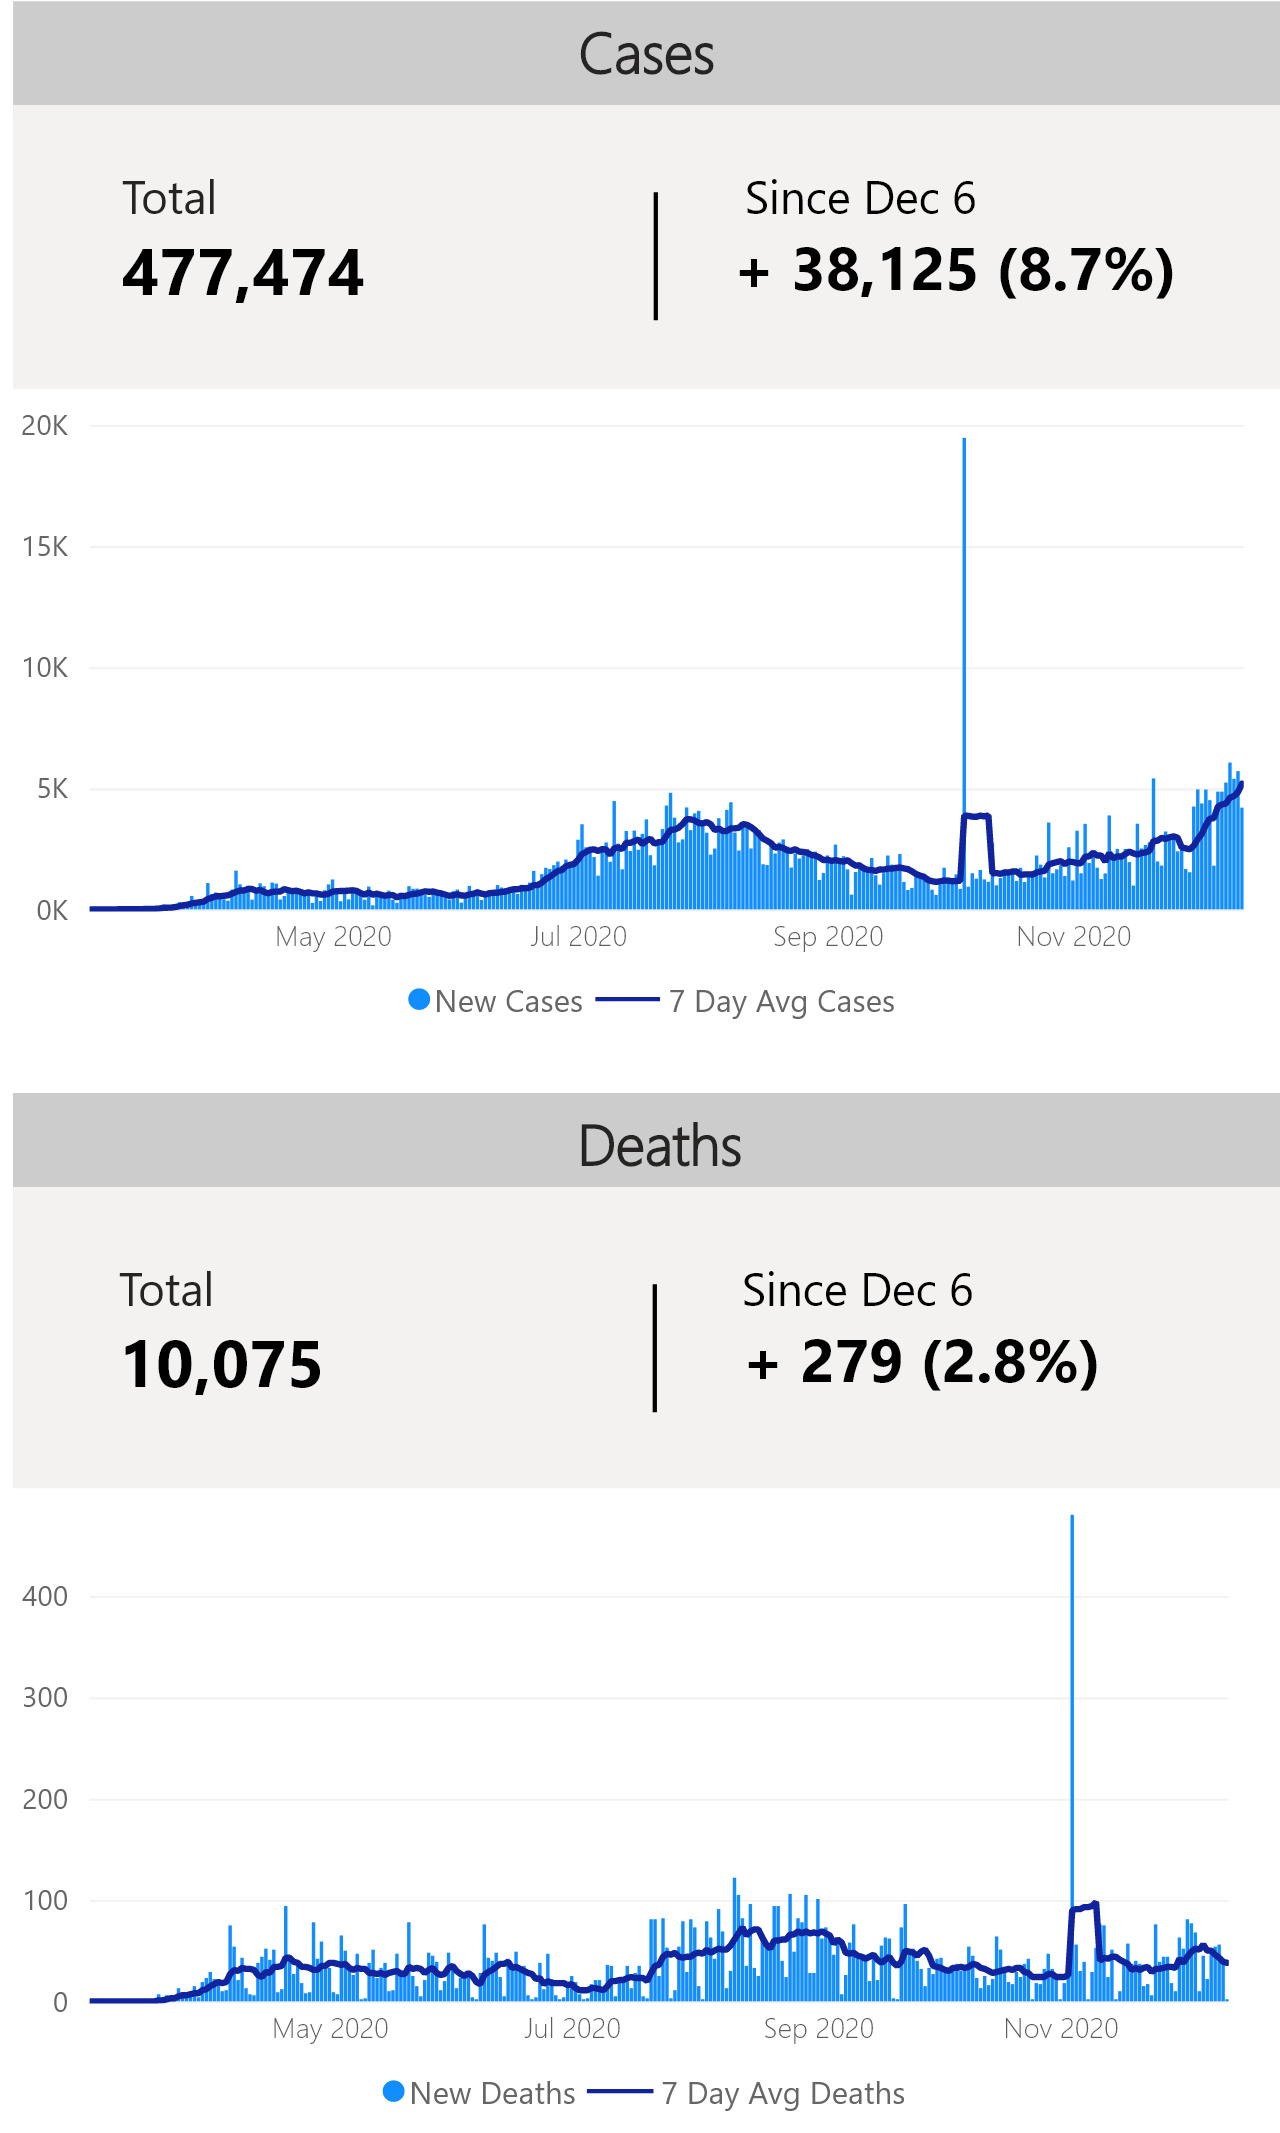 Cases
Total
Since Dec 6
477,474
+ 38,125 (8.7%)
20K
15K
10K
5K
0K
May 2020
Jul 2020
Sep 2020
Nov 2020
New Cases
7 Day Avg Cases
Deaths
Total
Since Dec 6
10,075
+ 279 (2.8%)
400
300
200
100
0
May 2020
Jul 2020
Sep 2020
Nov 2020
New Deaths
7 Day Avg Deaths